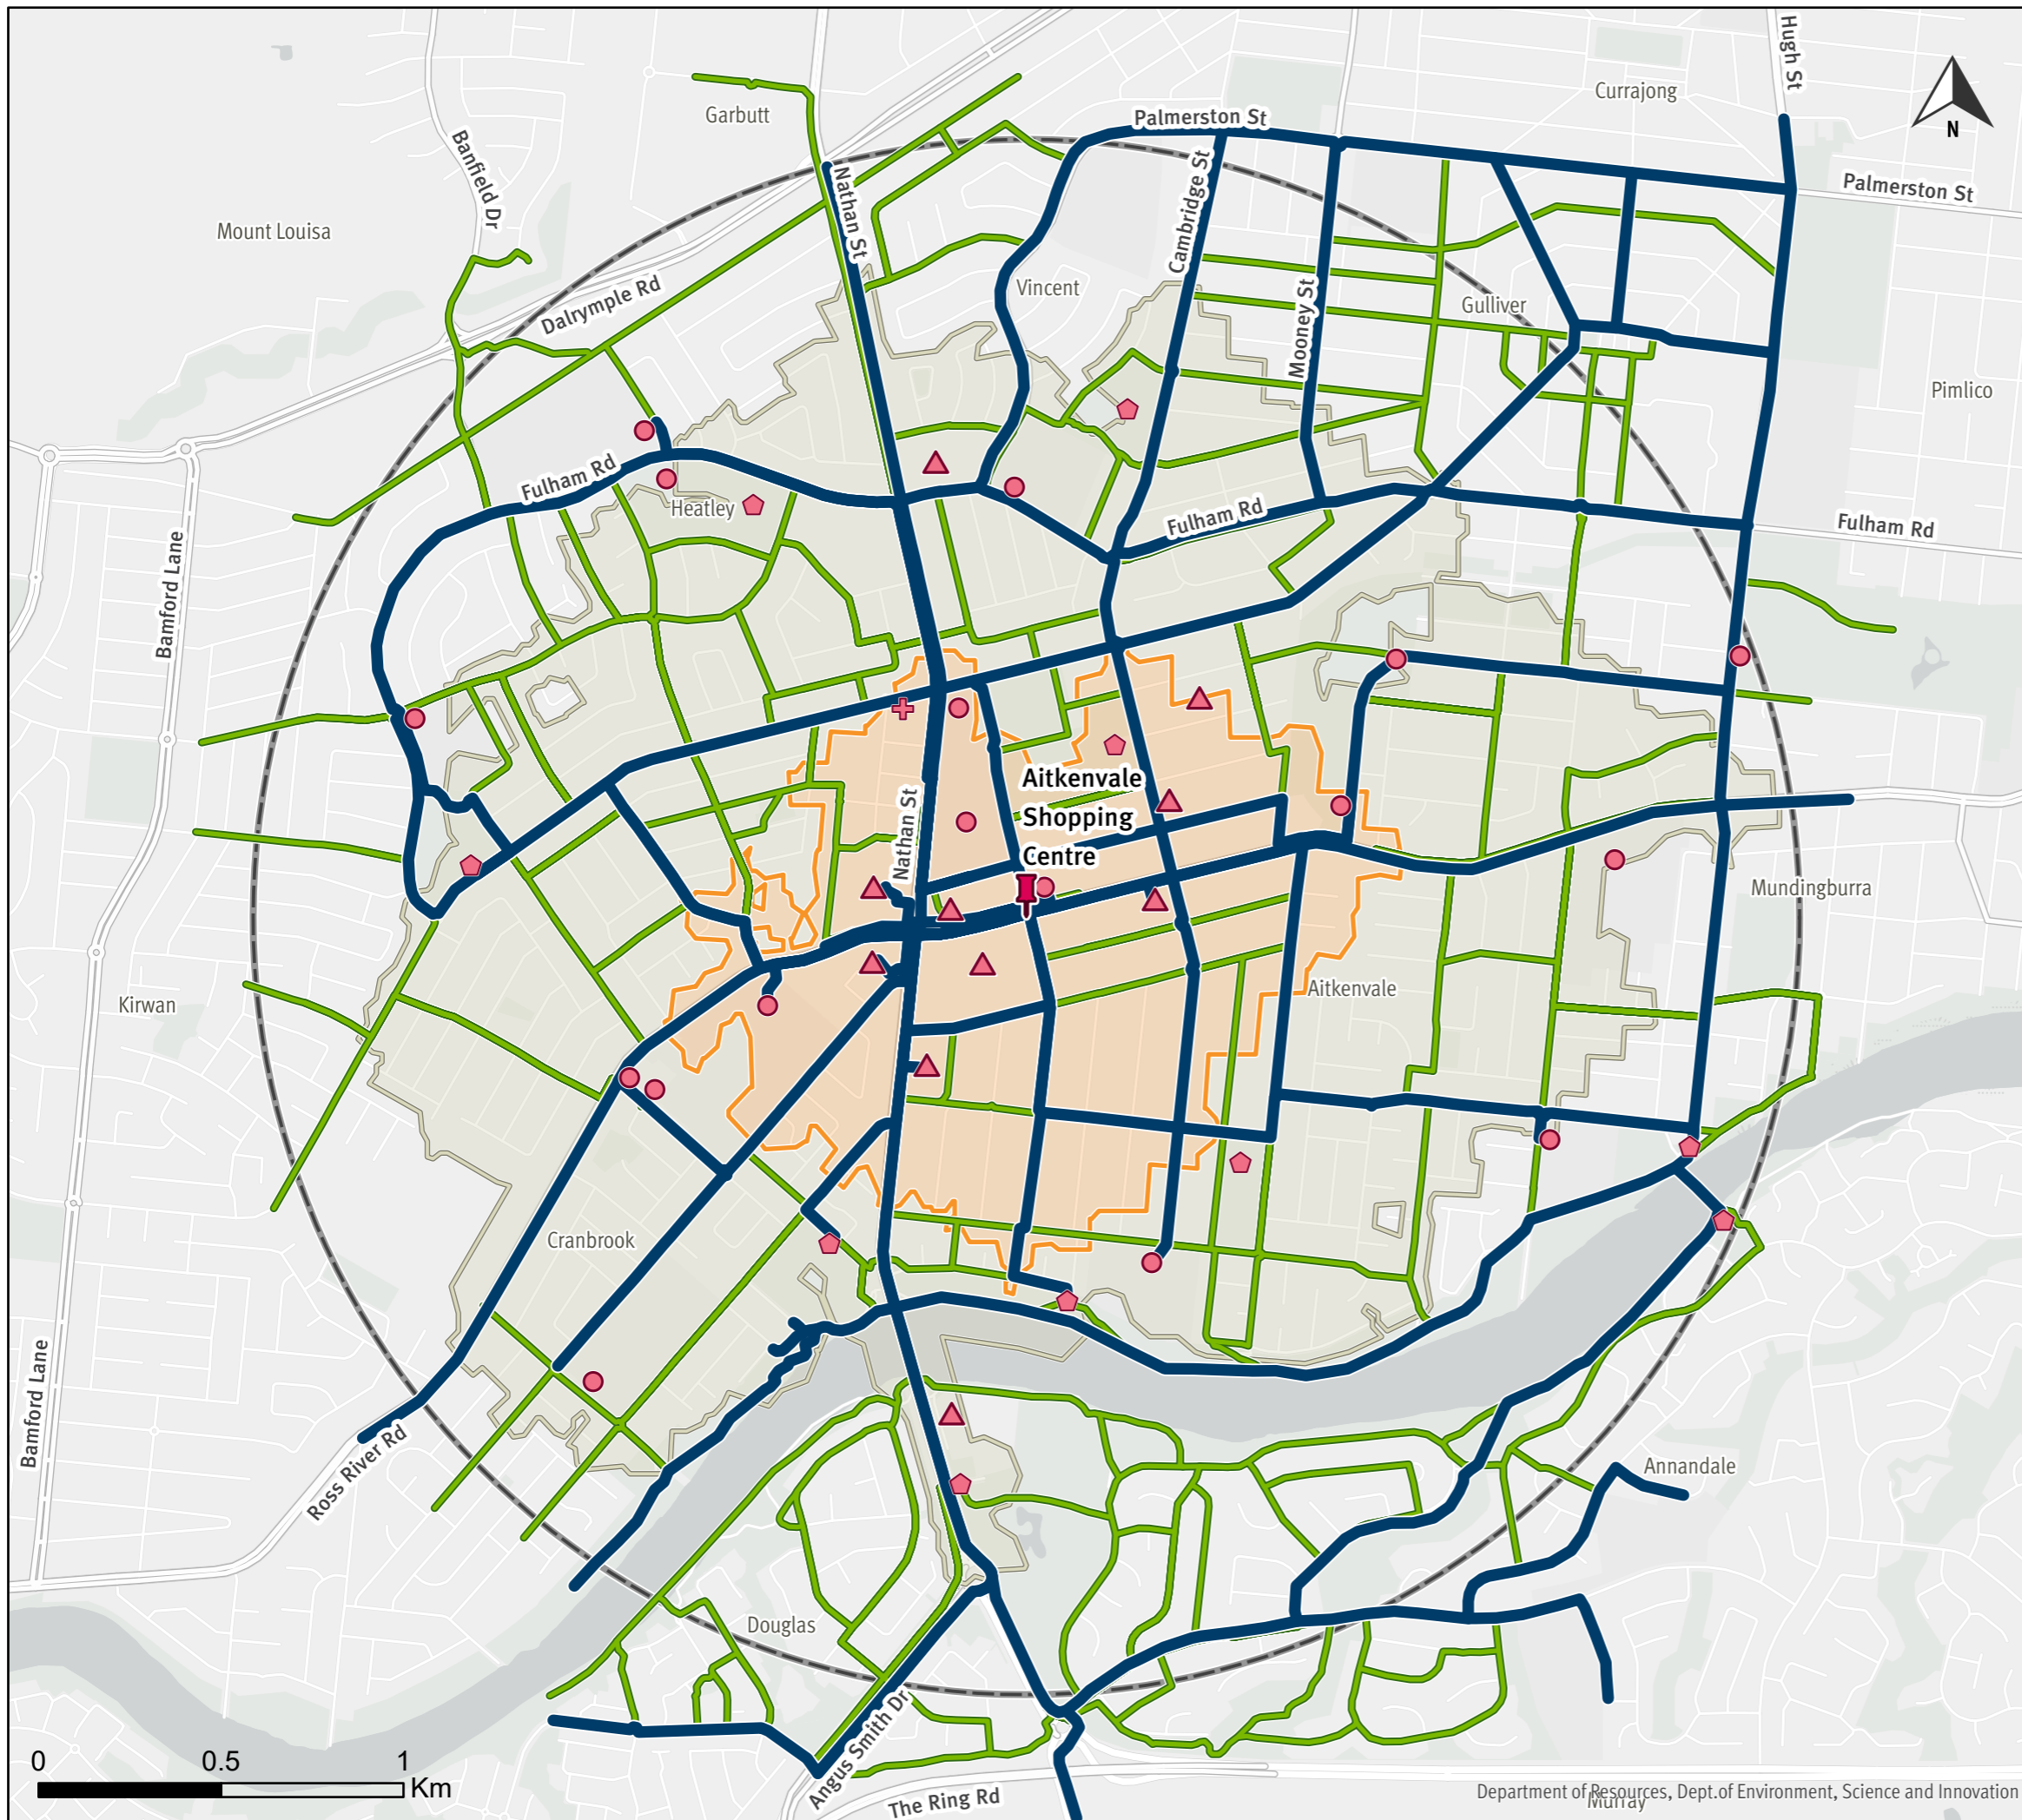 Hugh St
Garbutt
Currajong
N
Palmerston St
Banfield Dr
Cambridge St
Palmerston St
Nathan St
Mount Louisa
Vincent
Dalrymple Rd
Gulliver
Mooney St
Pimlico
Fulham Rd
Heatley
Fulham Rd
Fulham Rd
Bamford Lane
Aitkenvale
Shopping
Centre
Nathan St
Mundingburra
Kirwan
Aitkenvale
Cranbrook
Bamford Lane
Ross River Rd
Annandale
Douglas
Angus Smith Dr
0 0.5 1
Km
The Ring Rd
Department of Resources, Dept.of Environment, Science and Innovation
Murray